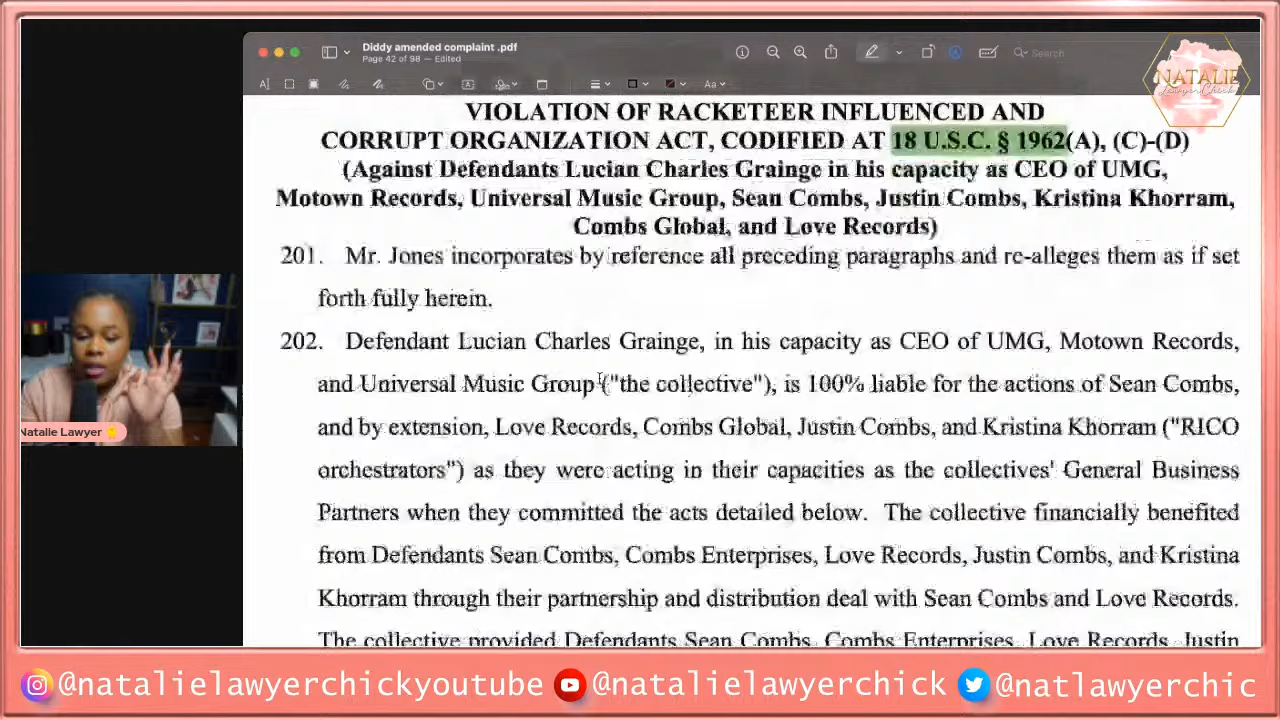 Diddy amended complaint .pdf
Page 42 of 98 — Edited
Search
NATALIE
LawyerChick
VIOLATION OF RACKETEER INFLUENCED AND
CORRUPT ORGANIZATION ACT, CODIFIED AT 18 U.S.C. § 1962(A), (C)-(D)
(Against Defendants Lucian Charles Grainge in his capacity as CEO of UMG,
Motown Records, Universal Music Group, Sean Combs, Justin Combs, Kristina Khorram,
Combs Global, and Love Records)
201. Mr. Jones incorporates by reference all preceding paragraphs and re-alleges them as if set
forth fully herein.
202. Defendant Lucian Charles Grainge, in his capacity as CEO of UMG, Motown Records,
and Universal Music Group ("the collective"), is 100% liable for the actions of Sean Combs,
and by extension, Love Records, Combs Global, Justin Combs, and Kristina Khorram ("RICO
orchestrators") as they were acting in their capacities as the collectives' General Business
Partners when they committed the acts detailed below. The collective financially benefited
from Defendants Sean Combs, Combs Enterprises, Love Records, Justin Combs, and Kristina
Khorram through their partnership and distribution deal with Sean Combs and Love Records.
The collective provided Defendants Sean Combs, Combs Enterprises, Love Records, Justin
Natalie Lawyer
@natalielawyerchickyoutube
@natalielawyerchick
@natlawyerchic